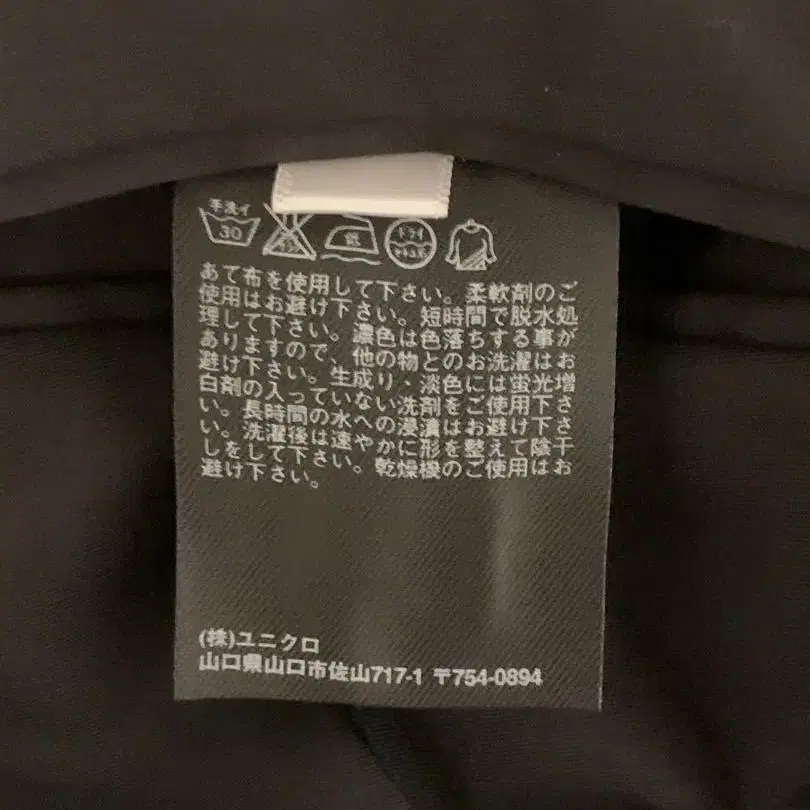 手洗イ
30
低
ドライ
あて布を使用して下さい。柔軟剤のご
使用はお避け下さい。短時間で脱水処
理して下さい。濃色は色落ちする事が
ありますので、他の物とのお洗濯はお
避け下さい。生成り・淡色には蛍光増
白剤の入っていない洗剤をご使用下さ
い。長時間の水への浸漬はお避け下さ
い。洗濯後は速やかに形を整えて陰干
しをして下さい。乾燥機のご使用はお
避け下さい。
(株)ユニクロ
山口県山口市佐山717-1 〒754-0894